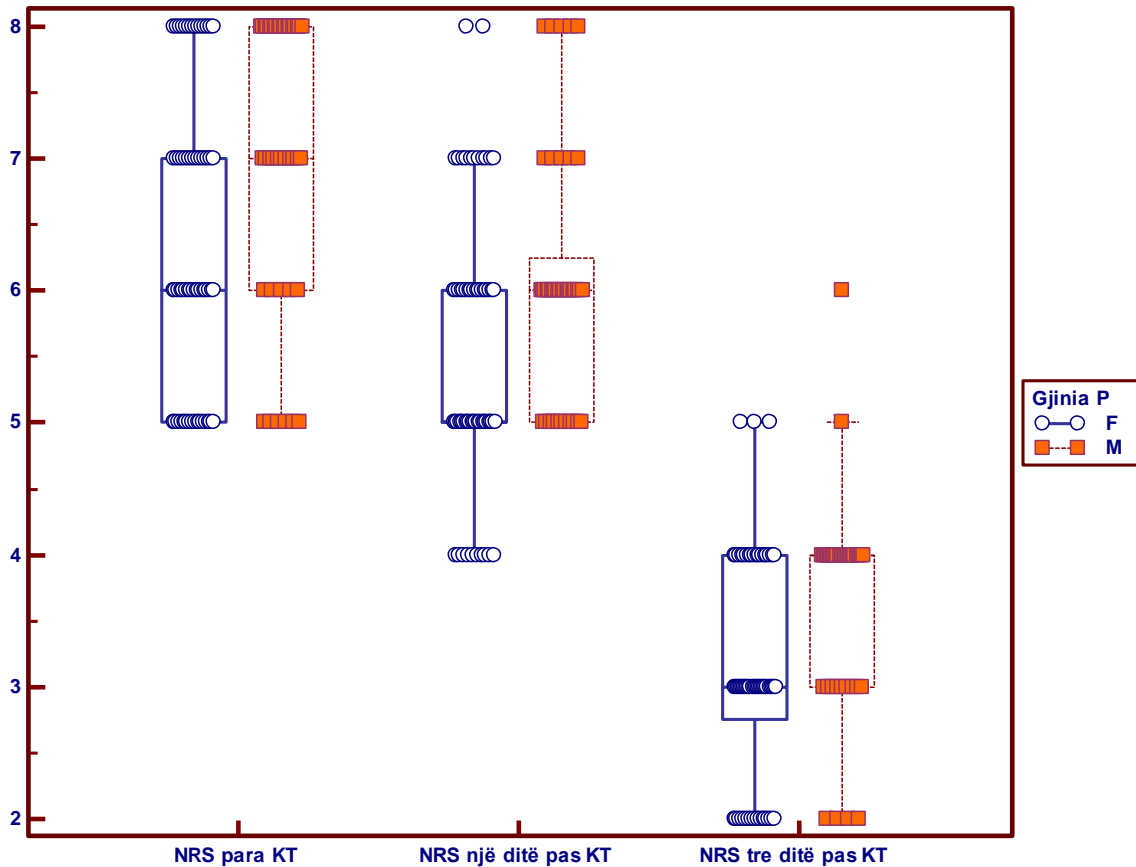 8
7
6
5
4
3
2
NRS para KT
NRS një ditë pas KT
NRS tre ditë pas KT
Gjinia P
F
M